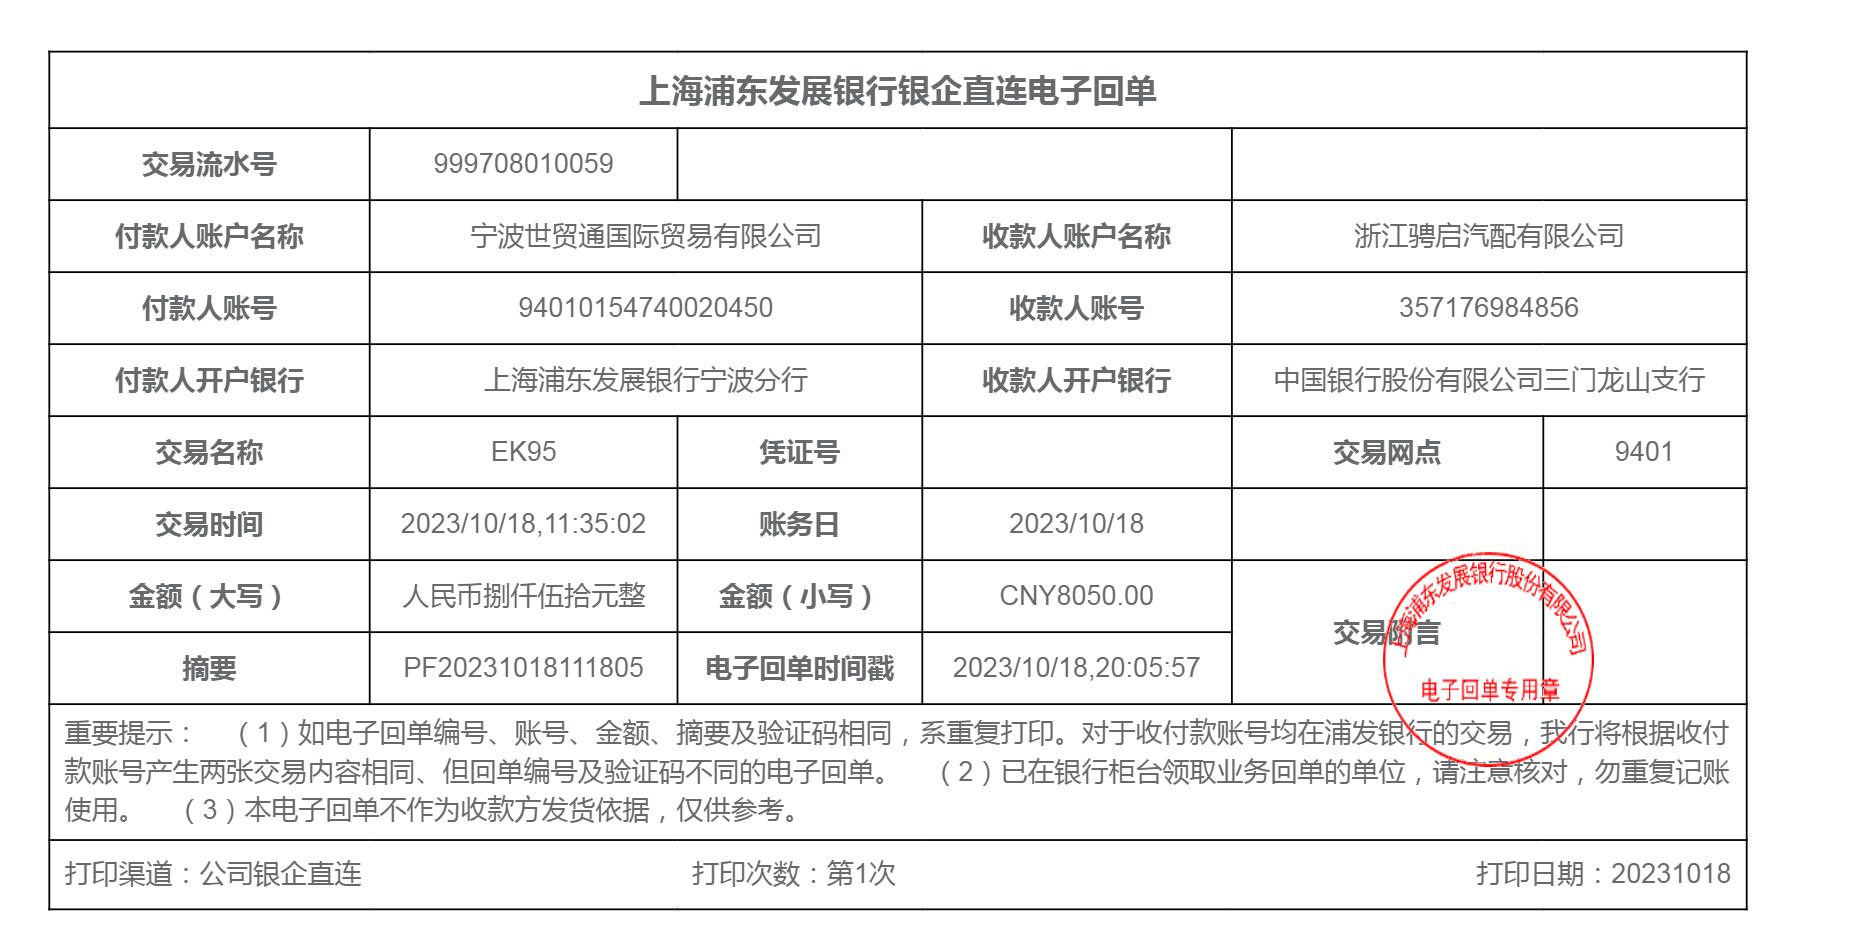 上海浦东发展银行银企直连电子回单
交易流水号 999708010059
付款人账户名称 宁波世贸通国际贸易有限公司 收款人账户名称 浙江骋启汽配有限公司
付款人账号 94010154740020450 收款人账号 357176984856
付款人开户银行 上海浦东发展银行宁波分行 收款人开户银行 中国银行股份有限公司三门龙山支行
交易名称 EK95 凭证号 交易网点 9401
交易时间 2023/10/18,11:35:02 账务日 2023/10/18
金额（大写） 人民币捌仟伍拾元整 金额（小写） CNY8050.00
交易附言
摘要 PF20231018111805 电子回单时间戳 2023/10/18,20:05:57
上海浦东发展银行股份有限公司
电子回单专用章
重要提示： （1）如电子回单编号、账号、金额、摘要及验证码相同，系重复打印。对于收付款账号均在浦发银行的交易，我行将根据收付
款账号产生两张交易内容相同、但回单编号及验证码不同的电子回单。 （2）已在银行柜台领取业务回单的单位，请注意核对，勿重复记账
使用。 （3）本电子回单不作为收款方发货依据，仅供参考。
打印渠道：公司银企直连 打印次数：第1次 打印日期：20231018